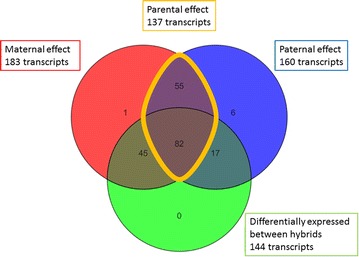 Parental effect
137 transcripts
Maternal effect
183 transcripts
Paternal effect
160 transcripts
55
1
6
82
45
17
0
Differentially expressed
between hybrids
144 transcripts